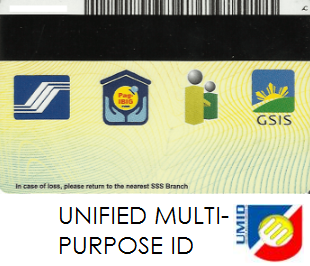 Pag-
IBIG
GSIS
In case of loss, please return to the nearest SSS Branch
UNIFIED MULTI-
PURPOSE ID
UMID